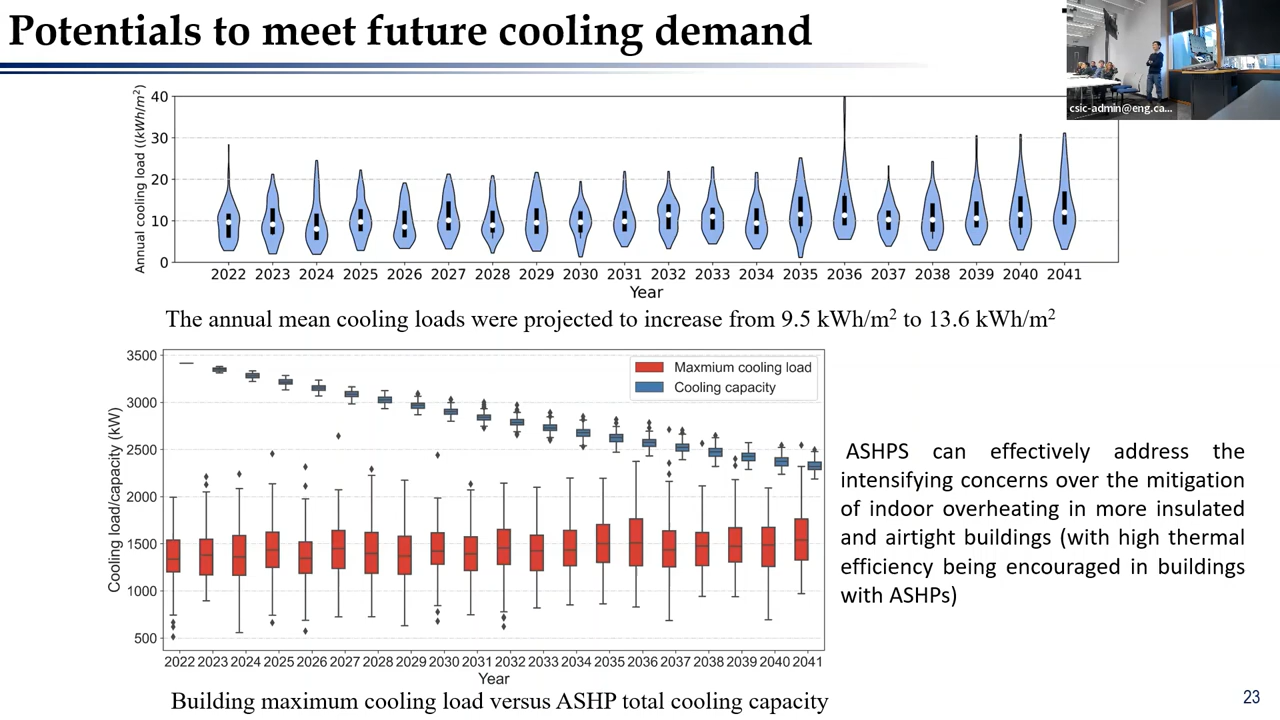 Potentials to meet future cooling demand
csic-admin@eng.ca...
Annual cooling load ((kWh/m²)
40
30
20
10
0
2022 2023 2024 2025 2026 2027 2028 2029 2030 2031 2032 2033 2034 2035 2036 2037 2038 2039 2040 2041
Year
The annual mean cooling loads were projected to increase from 9.5 kWh/m² to 13.6 kWh/m²
Cooling load/capacity (kW)
3500
3000
2500
2000
1500
1000
500
Maxmium cooling load
Cooling capacity
2022 2023 2024 2025 2026 2027 2028 2029 2030 2031 2032 2033 2034 2035 2036 2037 2038 2039 2040 2041
Year
Building maximum cooling load versus ASHP total cooling capacity
ASHPS can effectively address the
intensifying concerns over the mitigation
of indoor overheating in more insulated
and airtight buildings (with high thermal
efficiency being encouraged in buildings
with ASHPs)
23